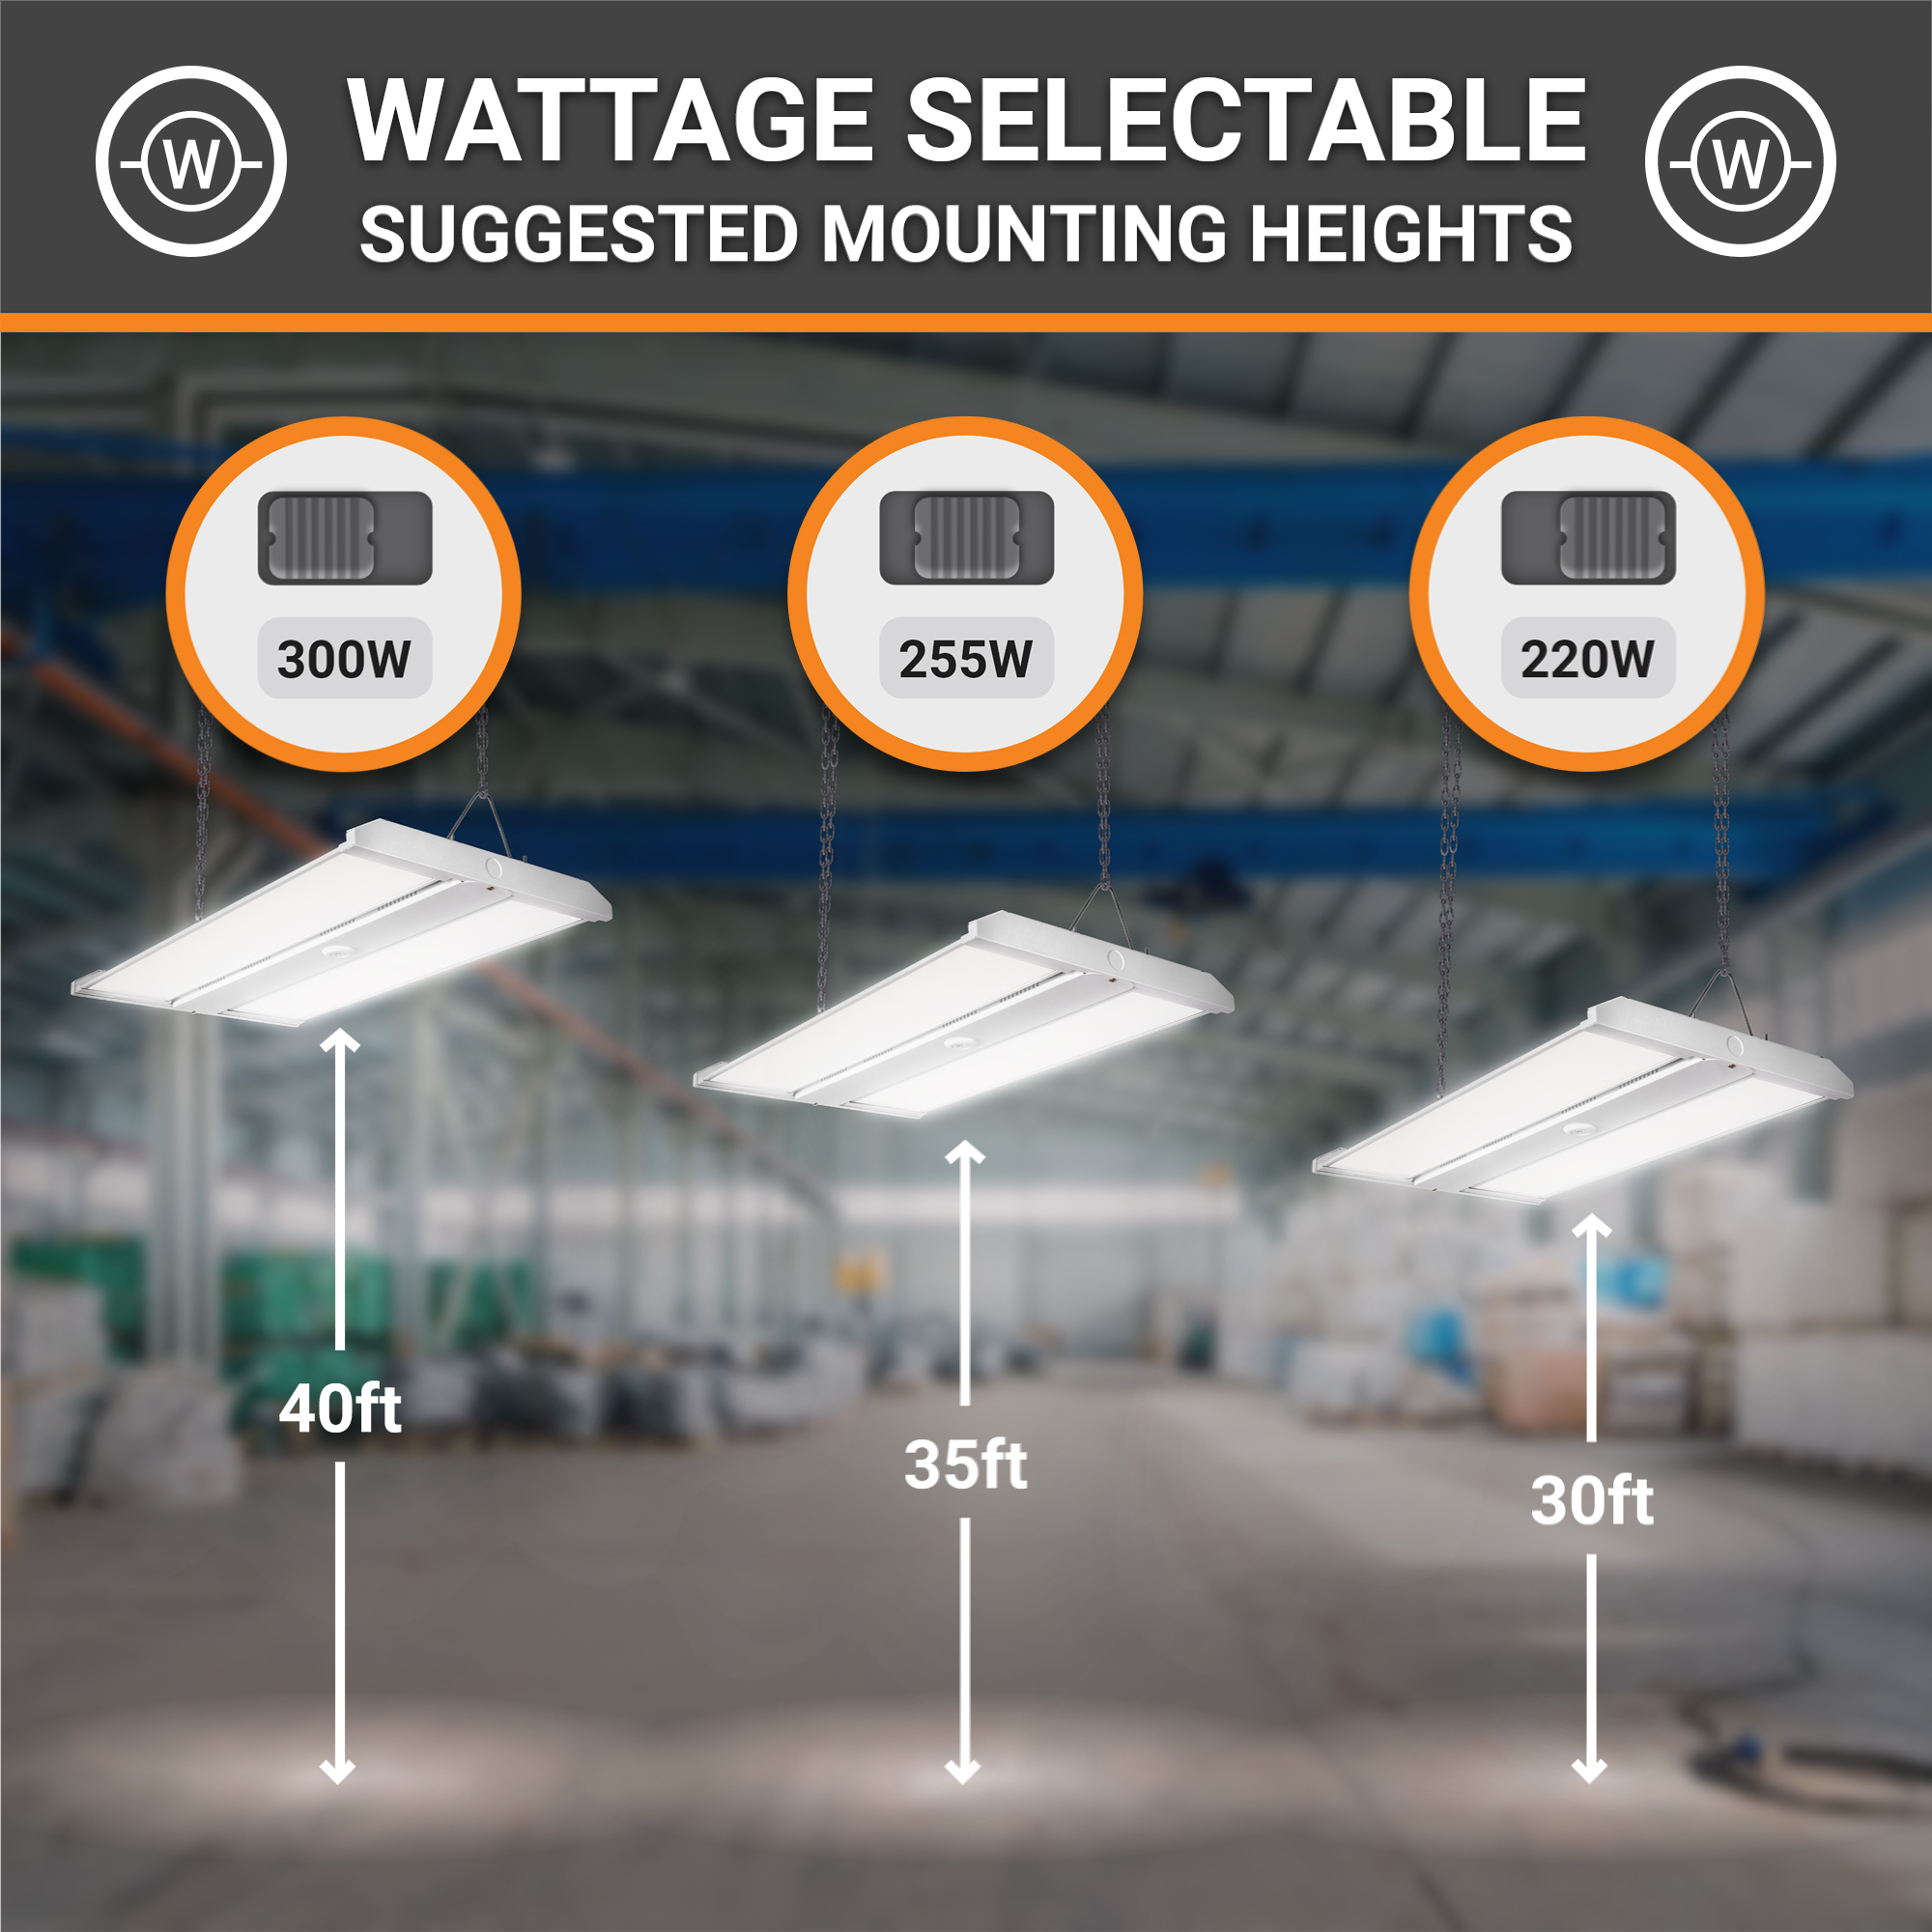 W
WATTAGE SELECTABLE
SUGGESTED MOUNTING HEIGHTS
W
300W
255W
220W
40ft
35ft
30ft